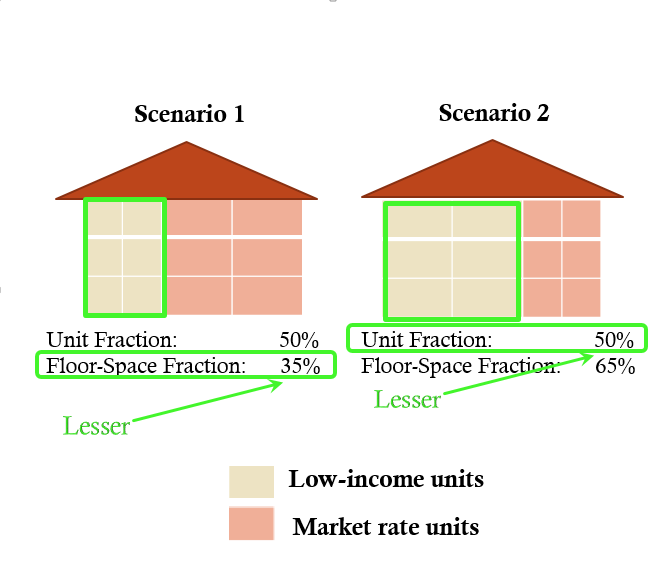 Scenario 1
Scenario 2
Unit Fraction: 50%
Floor-Space Fraction: 35%
Lesser
Unit Fraction: 50%
Floor-Space Fraction: 65%
Lesser
Low-income units
Market rate units